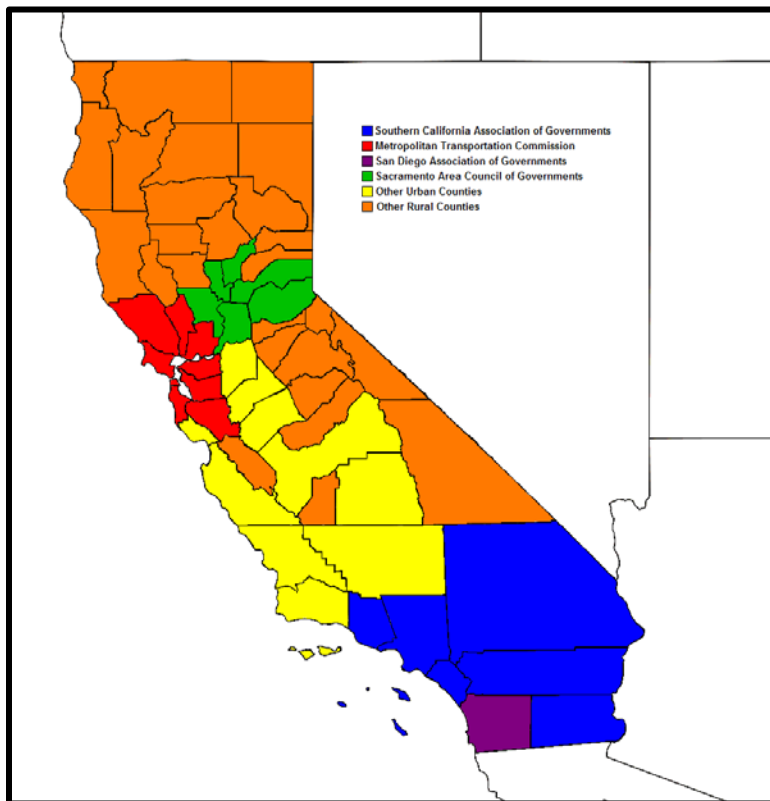 Southern California Association of Governments
Metropolitan Transportation Commission
San Diego Association of Governments
Sacramento Area Council of Governments
Other Urban Counties
Other Rural Counties